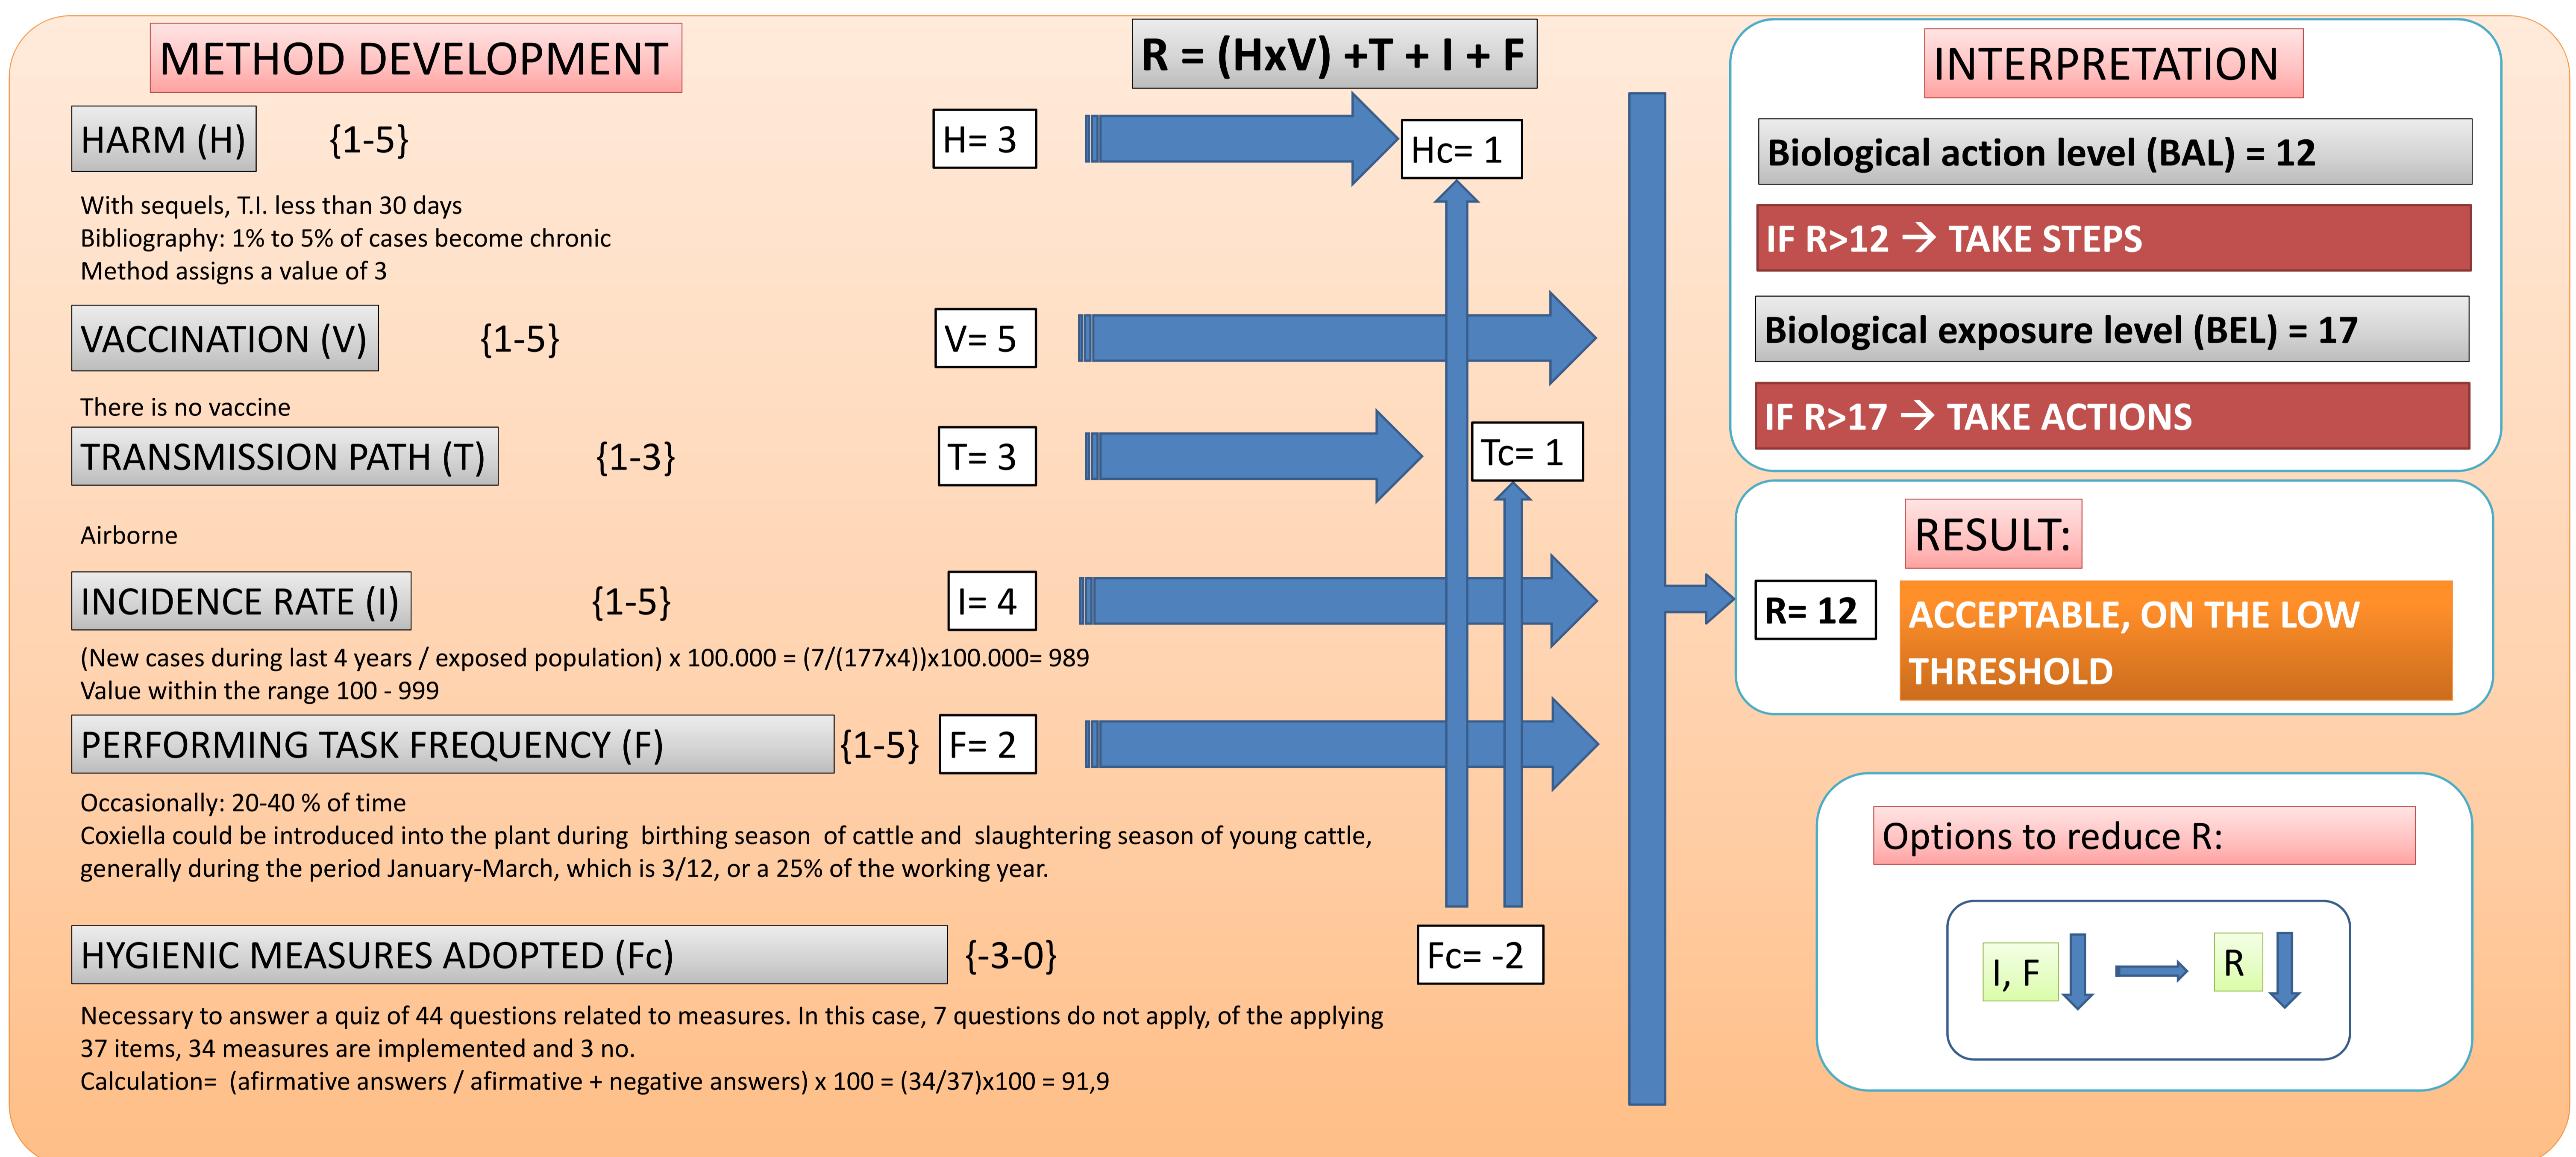 METHOD DEVELOPMENT
R = (HxV) +T + I + F
HARM (H) {1-5}
H= 3
Hc= 1
With sequels, T.I. less than 30 days
Bibliography: 1% to 5% of cases become chronic
Method assigns a value of 3
VACCINATION (V) {1-5}
V= 5
There is no vaccine
TRANSMISSION PATH (T) {1-3}
T= 3
Tc= 1
Airborne
INCIDENCE RATE (I) {1-5}
I= 4
(New cases during last 4 years / exposed population) x 100.000 = (7/(177x4))x100.000= 989
Value within the range 100 - 999
PERFORMING TASK FREQUENCY (F) {1-5}
F= 2
Occasionally: 20-40 % of time
Coxiella could be introduced into the plant during birthing season of cattle and slaughtering season of young cattle,
generally during the period January-March, which is 3/12, or a 25% of the working year.
HYGIENIC MEASURES ADOPTED (Fc) {-3-0}
Fc= -2
Necessary to answer a quiz of 44 questions related to measures. In this case, 7 questions do not apply, of the applying
37 items, 34 measures are implemented and 3 no.
Calculation= (afirmative answers / afirmative + negative answers) x 100 = (34/37)x100 = 91,9
INTERPRETATION
Biological action level (BAL) = 12
IF R>12 → TAKE STEPS
Biological exposure level (BEL) = 17
IF R>17 → TAKE ACTIONS
RESULT:
R= 12
ACCEPTABLE, ON THE LOW
THRESHOLD
Options to reduce R:
I, F
R